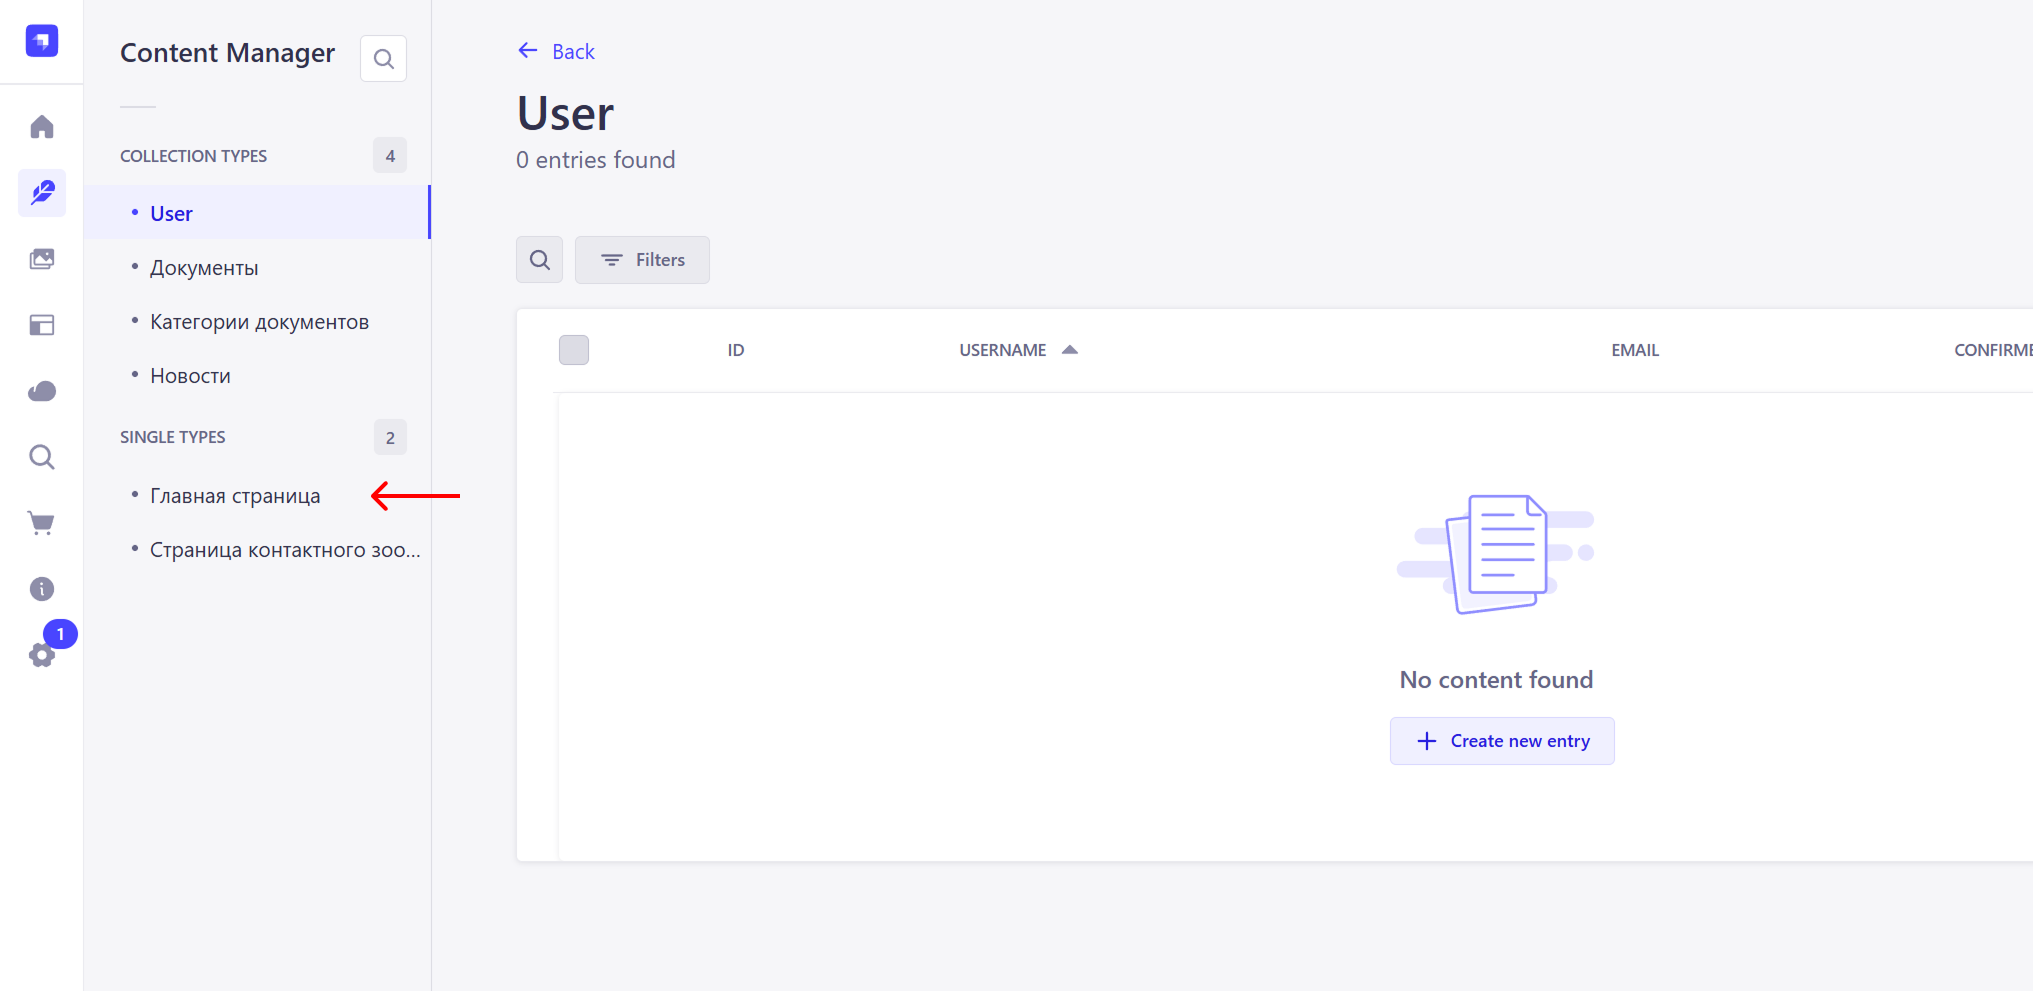 Content Manager
COLLECTION TYPES 4
User
Документы
Категории документов
Новости
SINGLE TYPES 2
Главная страница
Страница контактного зоо...
1
Back
User
0 entries found
Filters
ID USERNAME EMAIL CONFIRME
No content found
Create new entry